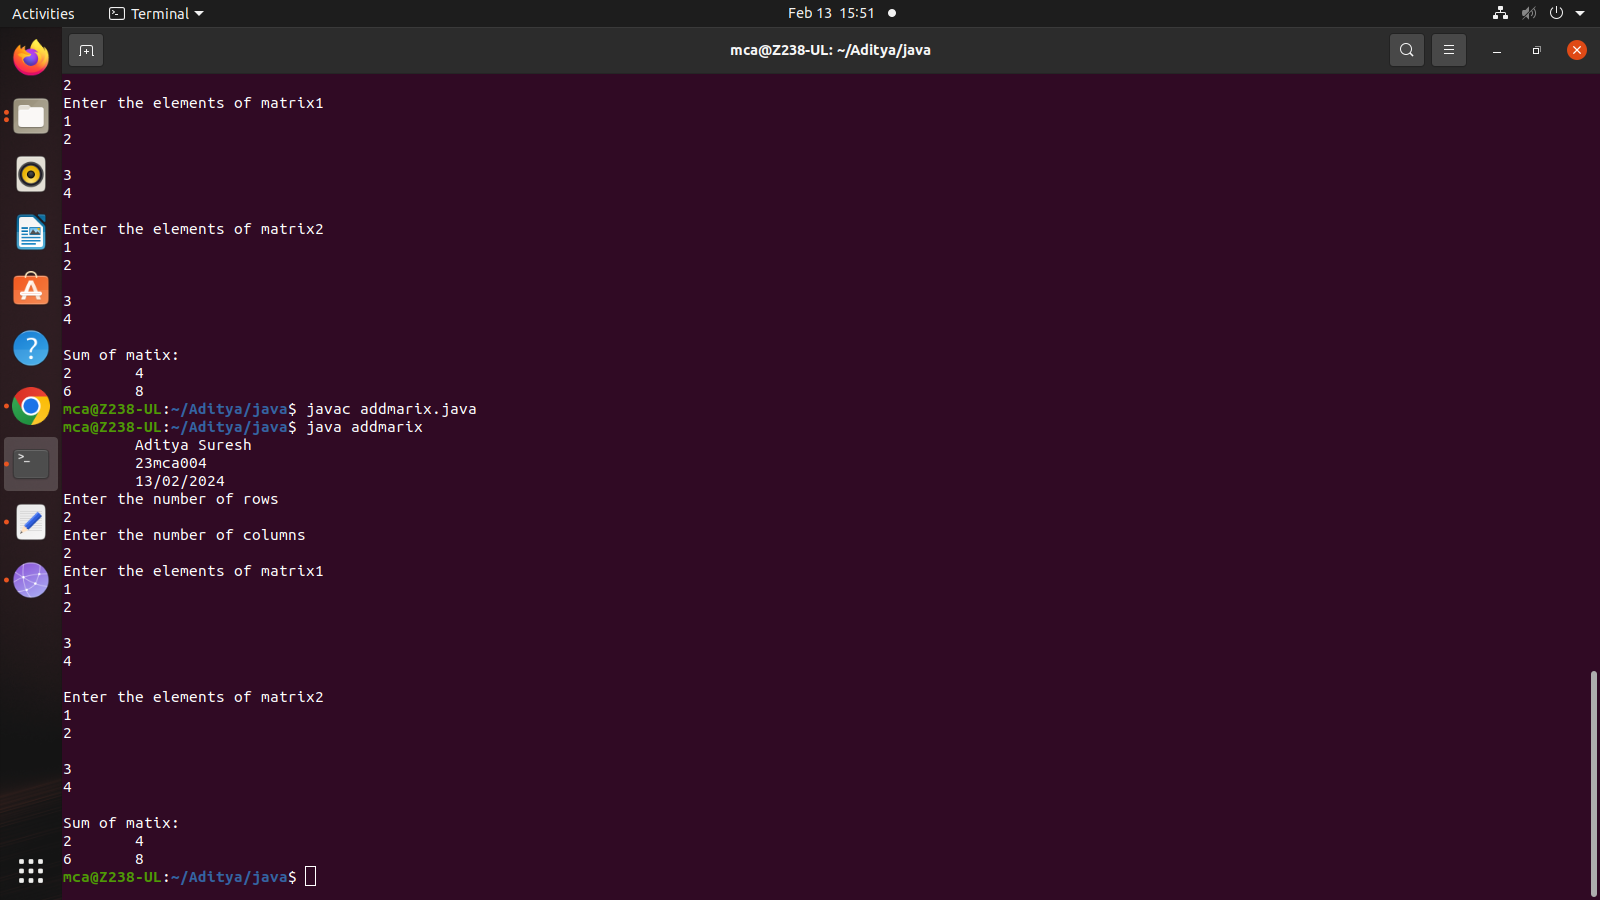 Activities Terminal Feb 13 15:51
mca@Z238-UL: ~/Aditya/java
2
Enter the elements of matrix1
1
2
3
4
Enter the elements of matrix2
1
2
3
4
Sum of matix:
2 4
6 8
mca@Z238-UL:~/Aditya/java$ javac addmarix.java
mca@Z238-UL:~/Aditya/java$ java addmarix
Aditya Suresh
23mca004
13/02/2024
Enter the number of rows
2
Enter the number of columns
2
Enter the elements of matrix1
1
2
3
4
Enter the elements of matrix2
1
2
3
4
Sum of matix:
2 4
6 8
mca@Z238-UL:~/Aditya/java$